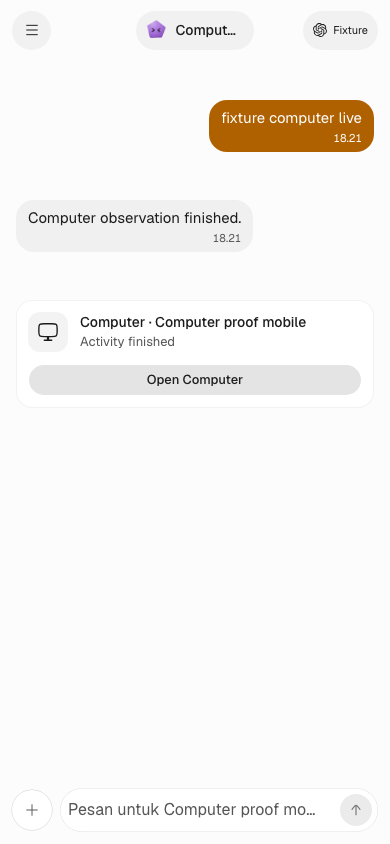 Comput...
Fixture
fixture computer live
18.21
Computer observation finished.
18.21
Computer · Computer proof mobile
Activity finished
Open Computer
Pesan untuk Computer proof mo...